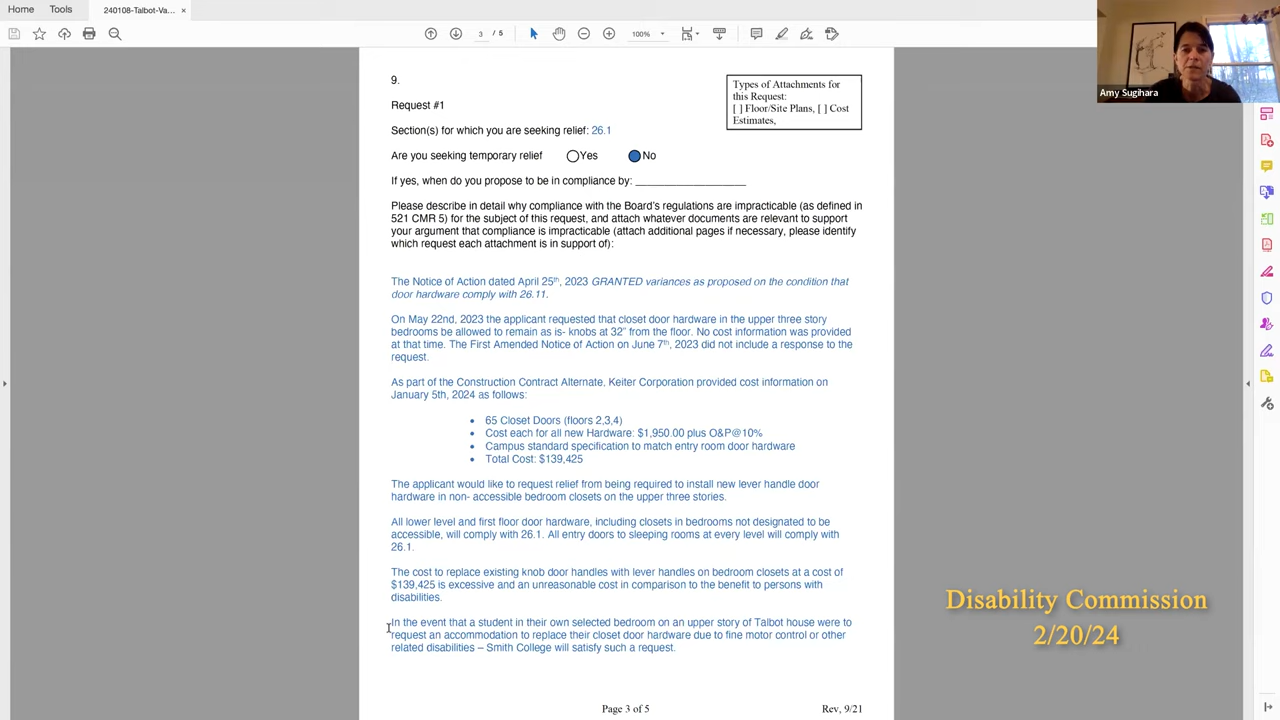 Home Tools 240108-Talbot-Va... ×
3 / 5 100%
Amy Sugihara
9.
Types of Attachments for
this Request:
[ ] Floor/Site Plans, [ ] Cost
Estimates,
Request #1
Section(s) for which you are seeking relief: 26.1
Are you seeking temporary relief Yes No
If yes, when do you propose to be in compliance by: ____________________
Please describe in detail why compliance with the Board's regulations are impracticable (as defined in
521 CMR 5) for the subject of this request, and attach whatever documents are relevant to support
your argument that compliance is impracticable (attach additional pages if necessary, please identify
which request each attachment is in support of):
The Notice of Action dated April 25th, 2023 GRANTED variances as proposed on the condition that
door hardware comply with 26.11.
On May 22nd, 2023 the applicant requested that closet door hardware in the upper three story
bedrooms be allowed to remain as is- knobs at 32" from the floor. No cost information was provided
at that time. The First Amended Notice of Action on June 7th, 2023 did not include a response to the
request.
As part of the Construction Contract Alternate, Keiter Corporation provided cost information on
January 5th, 2024 as follows:
• 65 Closet Doors (floors 2,3,4)
• Cost each for all new Hardware: $1,950.00 plus O&P@10%
• Campus standard specification to match entry room door hardware
• Total Cost: $139,425
The applicant would like to request relief from being required to install new lever handle door
hardware in non- accessible bedroom closets on the upper three stories.
All lower level and first floor door hardware, including closets in bedrooms not designated to be
accessible, will comply with 26.1. All entry doors to sleeping rooms at every level will comply with
26.1.
The cost to replace existing knob door handles with lever handles on bedroom closets at a cost of
$139,425 is excessive and an unreasonable cost in comparison to the benefit to persons with
disabilities.
In the event that a student in their own selected bedroom on an upper story of Talbot house were to
request an accommodation to replace their closet door hardware due to fine motor control or other
related disabilities – Smith College will satisfy such a request.
Page 3 of 5 Rev, 9/21
Disability Commission
2/20/24